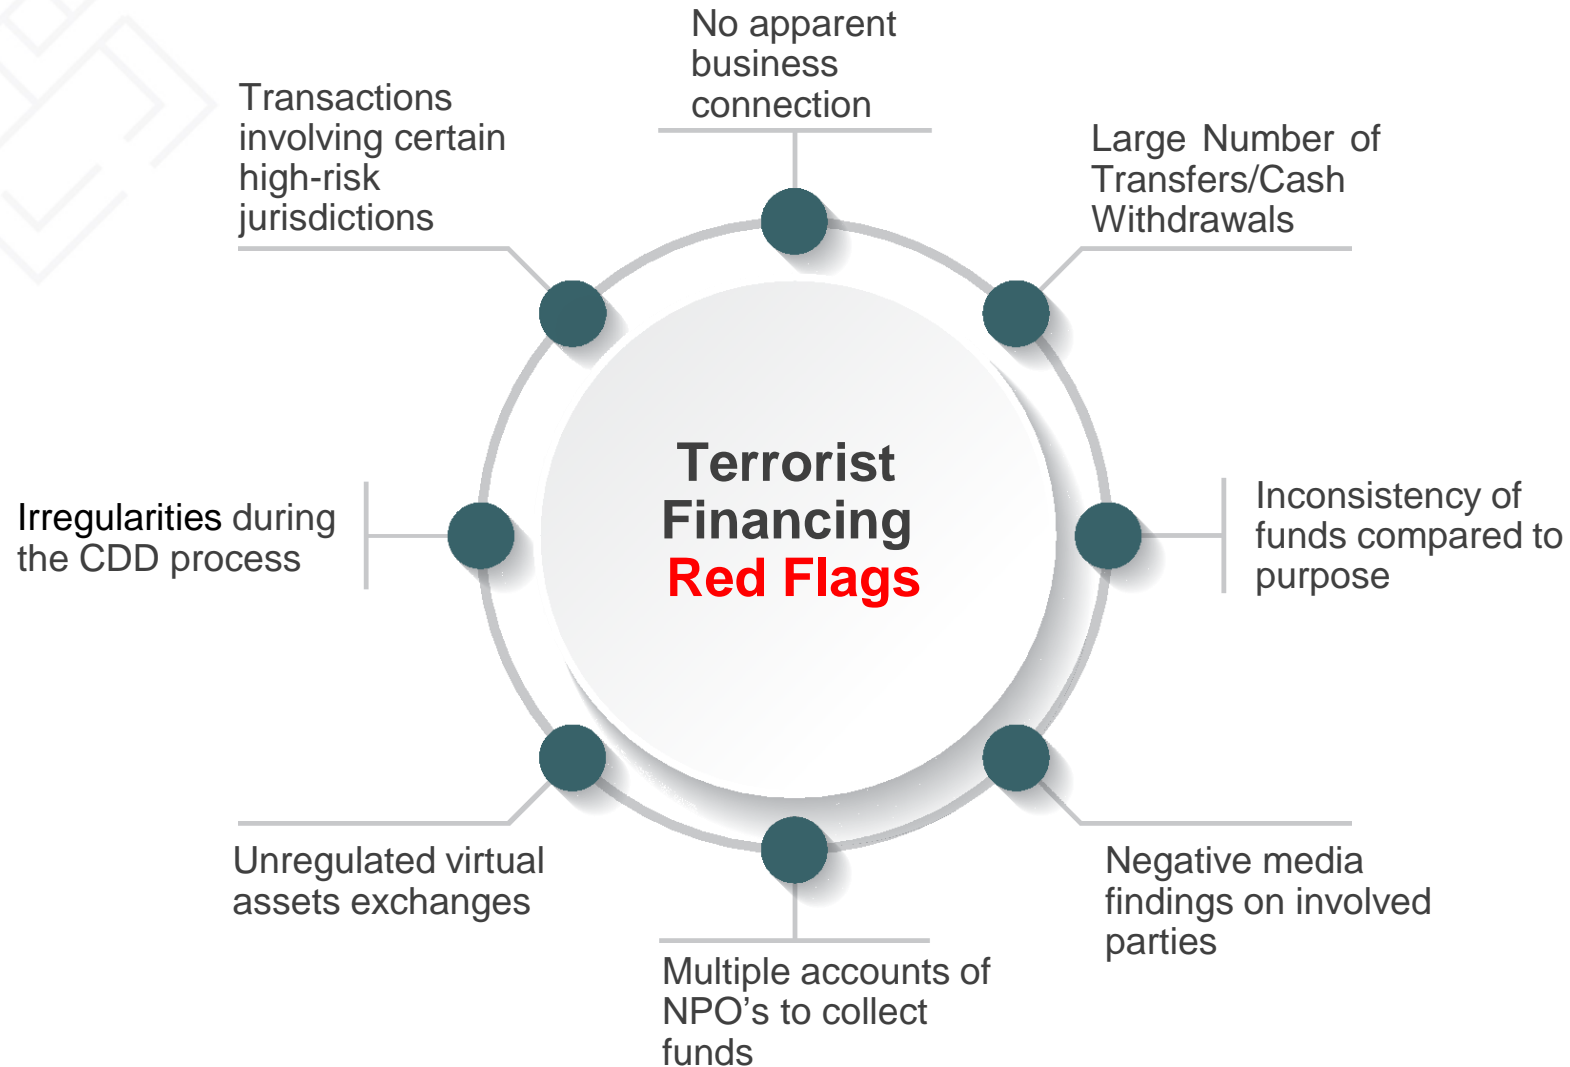 No apparent
business
connection
Large Number of
Transfers/Cash
Withdrawals
Inconsistency of
funds compared to
purpose
Negative media
findings on involved
parties
Multiple accounts of
NPO’s to collect
funds
Unregulated virtual
assets exchanges
Irregularities during
the CDD process
Transactions
involving certain
high-risk
jurisdictions
Terrorist
Financing
Red Flags